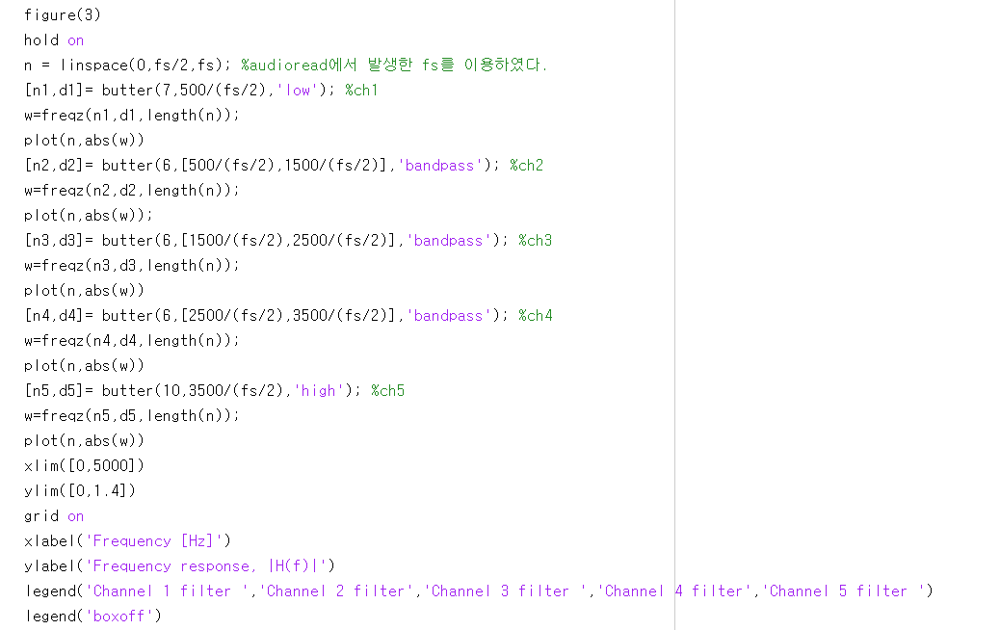 figure(3)
hold on
n = linspace(0,fs/2,fs); %audioread에서 발생한 fs를 이용하였다.
[n1,d1]= butter(7,500/(fs/2),'low'); %ch1
w=freqz(n1,d1,length(n));
plot(n,abs(w))
[n2,d2]= butter(6,[500/(fs/2),1500/(fs/2)],'bandpass'); %ch2
w=freqz(n2,d2,length(n));
plot(n,abs(w));
[n3,d3]= butter(6,[1500/(fs/2),2500/(fs/2)],'bandpass'); %ch3
w=freqz(n3,d3,length(n));
plot(n,abs(w))
[n4,d4]= butter(6,[2500/(fs/2),3500/(fs/2)],'bandpass'); %ch4
w=freqz(n4,d4,length(n));
plot(n,abs(w))
[n5,d5]= butter(10,3500/(fs/2),'high'); %ch5
w=freqz(n5,d5,length(n));
plot(n,abs(w))
xlim([0,5000])
ylim([0,1.4])
grid on
xlabel('Frequency [Hz]')
ylabel('Frequency response, |H(f)|')
legend('Channel 1 filter ','Channel 2 filter','Channel 3 filter ','Channel 4 filter','Channel 5 filter ')
legend('boxoff')